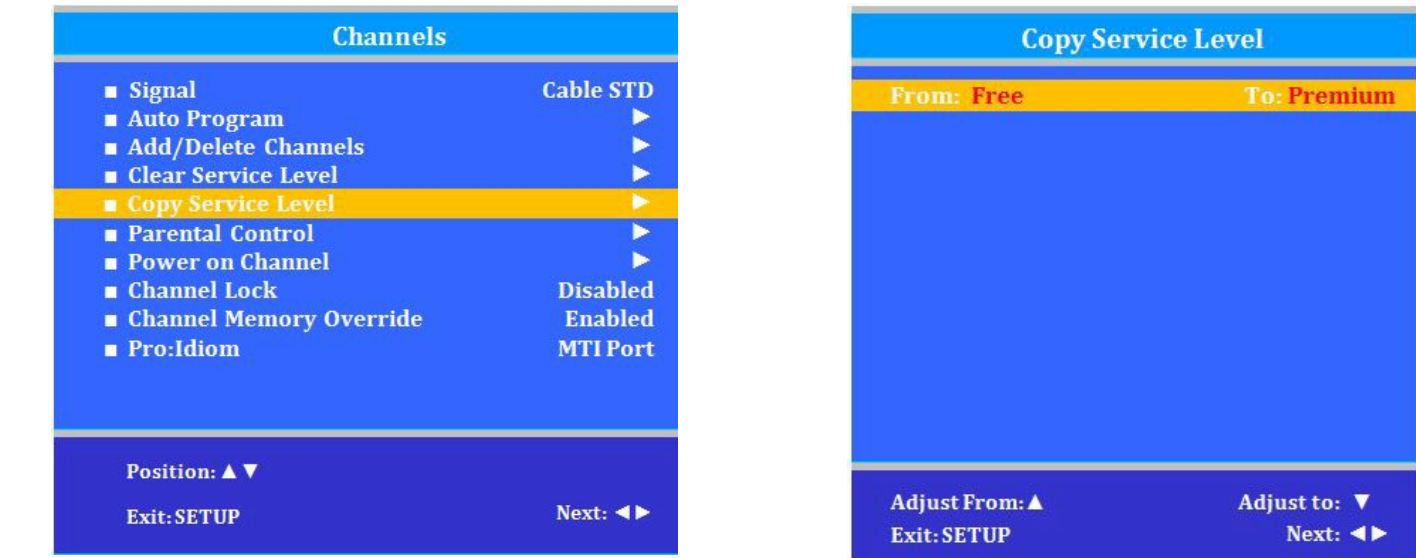 Channels
■ Signal Cable STD
■ Auto Program ▶
■ Add/Delete Channels ▶
■ Clear Service Level ▶
■ Copy Service Level ▶
■ Parental Control ▶
■ Power on Channel ▶
■ Channel Lock Disabled
■ Channel Memory Override Enabled
■ Pro:Idiom MTI Port
Position: ▲ ▼
Exit: SETUP Next: ◀ ▶
Copy Service Level
From: Free To: Premium
Adjust From: ▲ Adjust to: ▼
Exit: SETUP Next: ◀ ▶